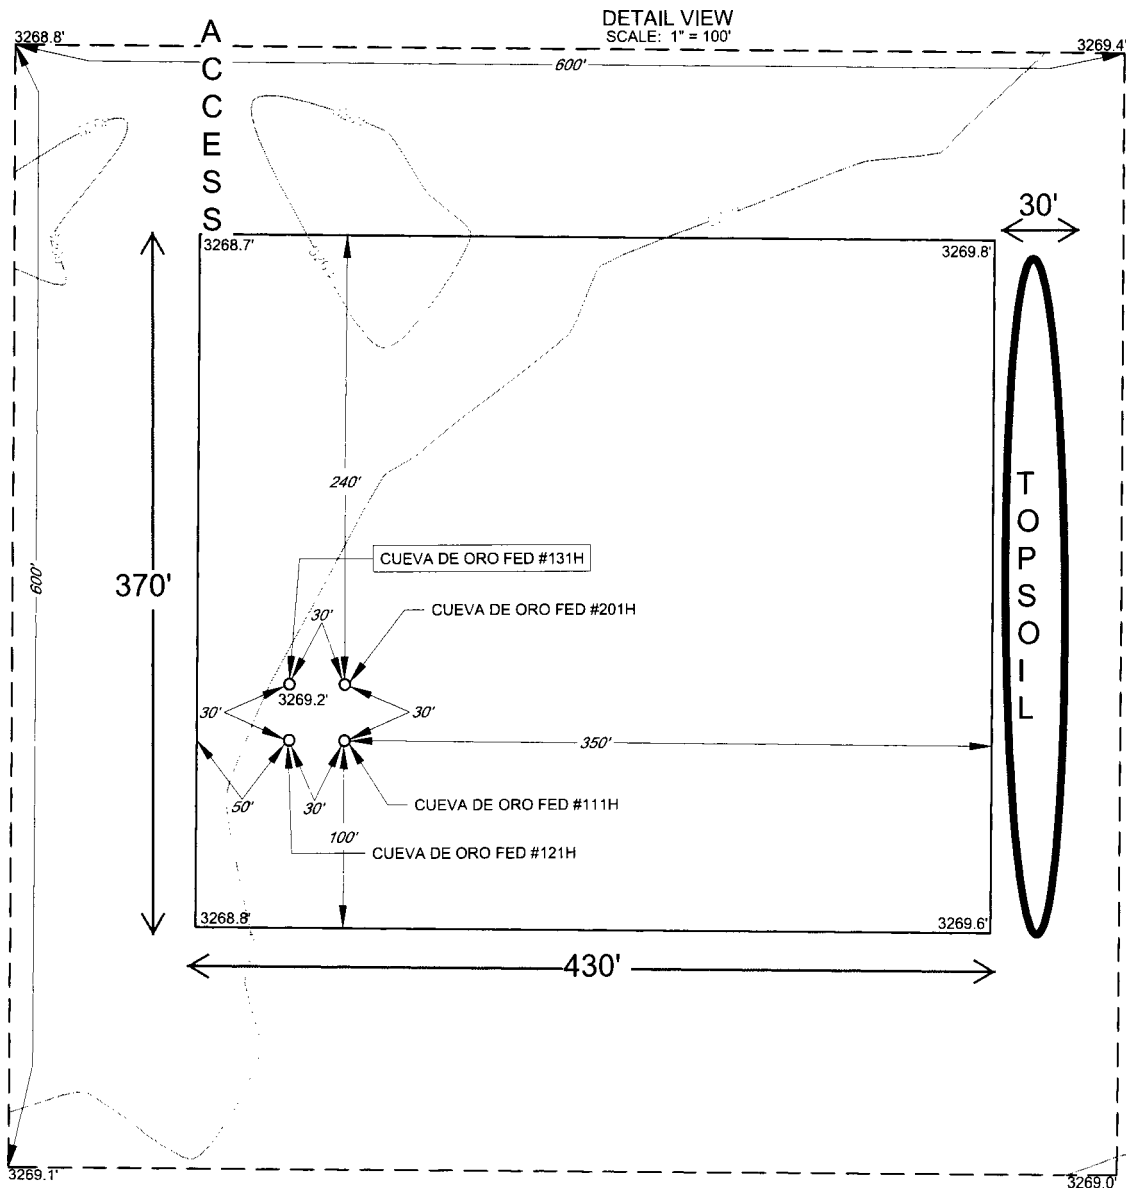 DETAIL VIEW
SCALE: 1" = 100'
3268.8'
ACCESS
600'
3269.4'
30'
3268.7'
3269.8'
240'
TOPSOIL
600'
370'
CUEVA DE ORO FED #131H
CUEVA DE ORO FED #201H
30'
3269.2'
30'
30'
350'
50'
30'
CUEVA DE ORO FED #111H
100'
CUEVA DE ORO FED #121H
3268.8'
3269.6'
430'
3269.1'
3269.0'